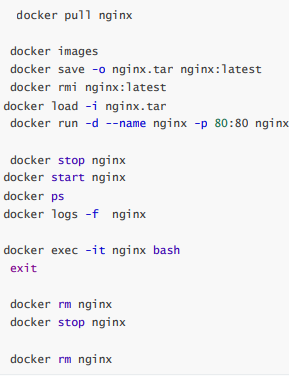 docker pull nginx
docker images
docker save -o nginx.tar nginx:latest
docker rmi nginx:latest
docker load -i nginx.tar
docker run -d --name nginx -p 80:80 nginx
docker stop nginx
docker start nginx
docker ps
docker logs -f  nginx
docker exec -it nginx bash
exit
docker rm nginx
docker stop nginx
docker rm nginx